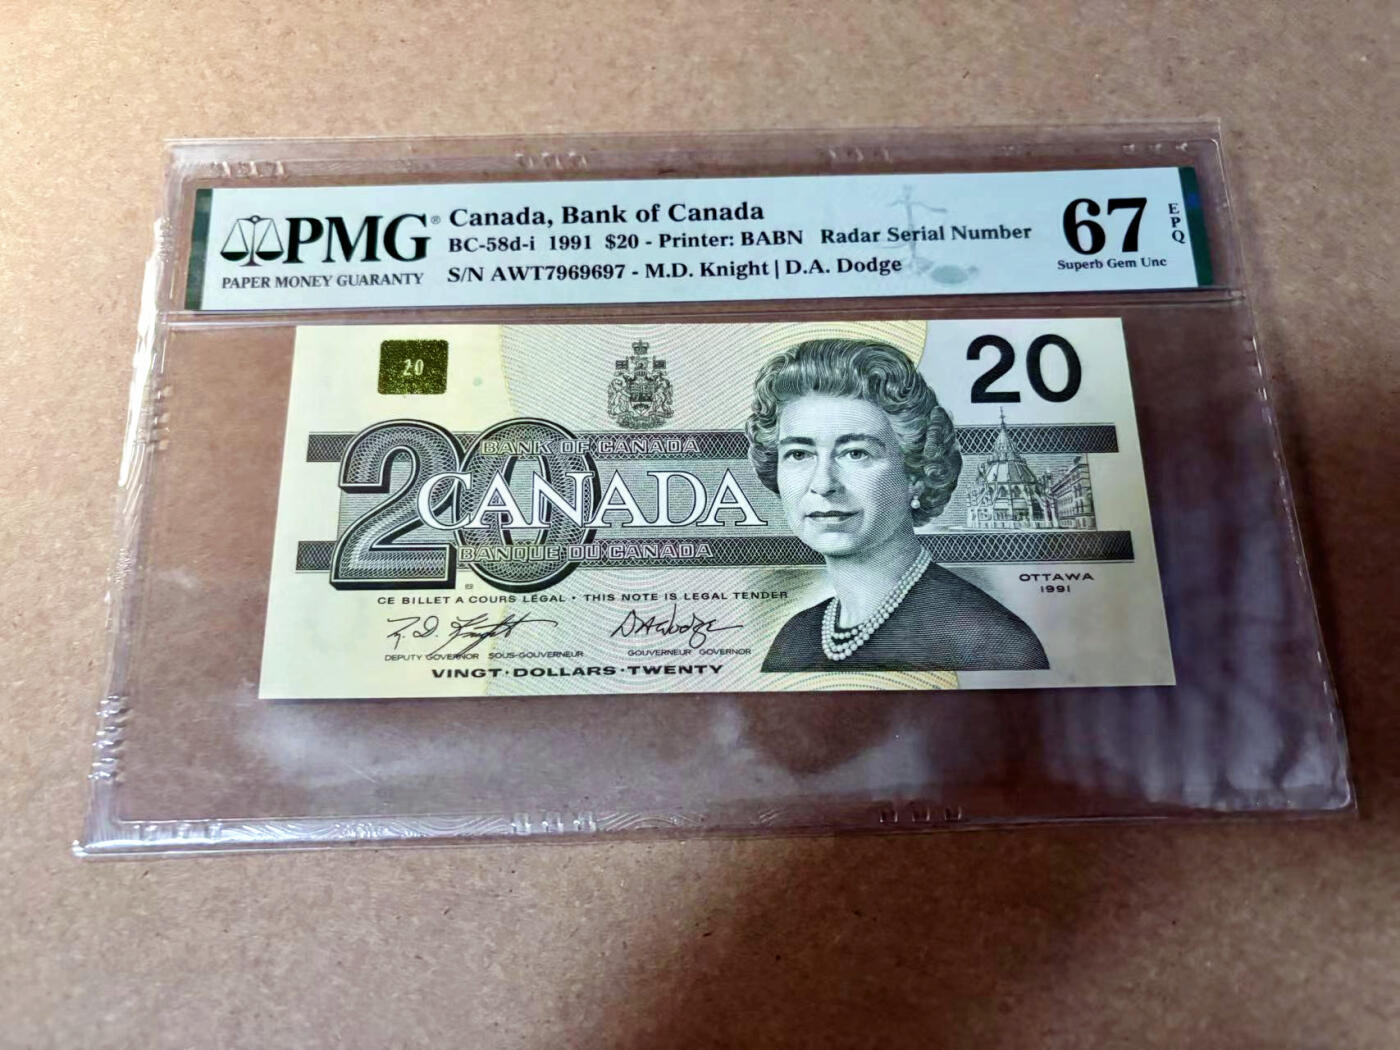 PMG®
PAPER MONEY GUARANTY
Canada, Bank of Canada
BC-58d-i 1991 $20 - Printer: BABN Radar Serial Number
S/N AWT7969697 - M.D. Knight | D.A. Dodge
67
EPQ
Superb Gem Unc
20
20
20
BANK OF CANADA
CANADA
BANQUE DU CANADA
CE BILLET A COURS LÉGAL • THIS NOTE IS LEGAL TENDER
OTTAWA
1991
DEPUTY GOVERNOR SOUS-GOUVERNEUR
GOUVERNEUR GOVERNOR
VINGT·DOLLARS·TWENTY